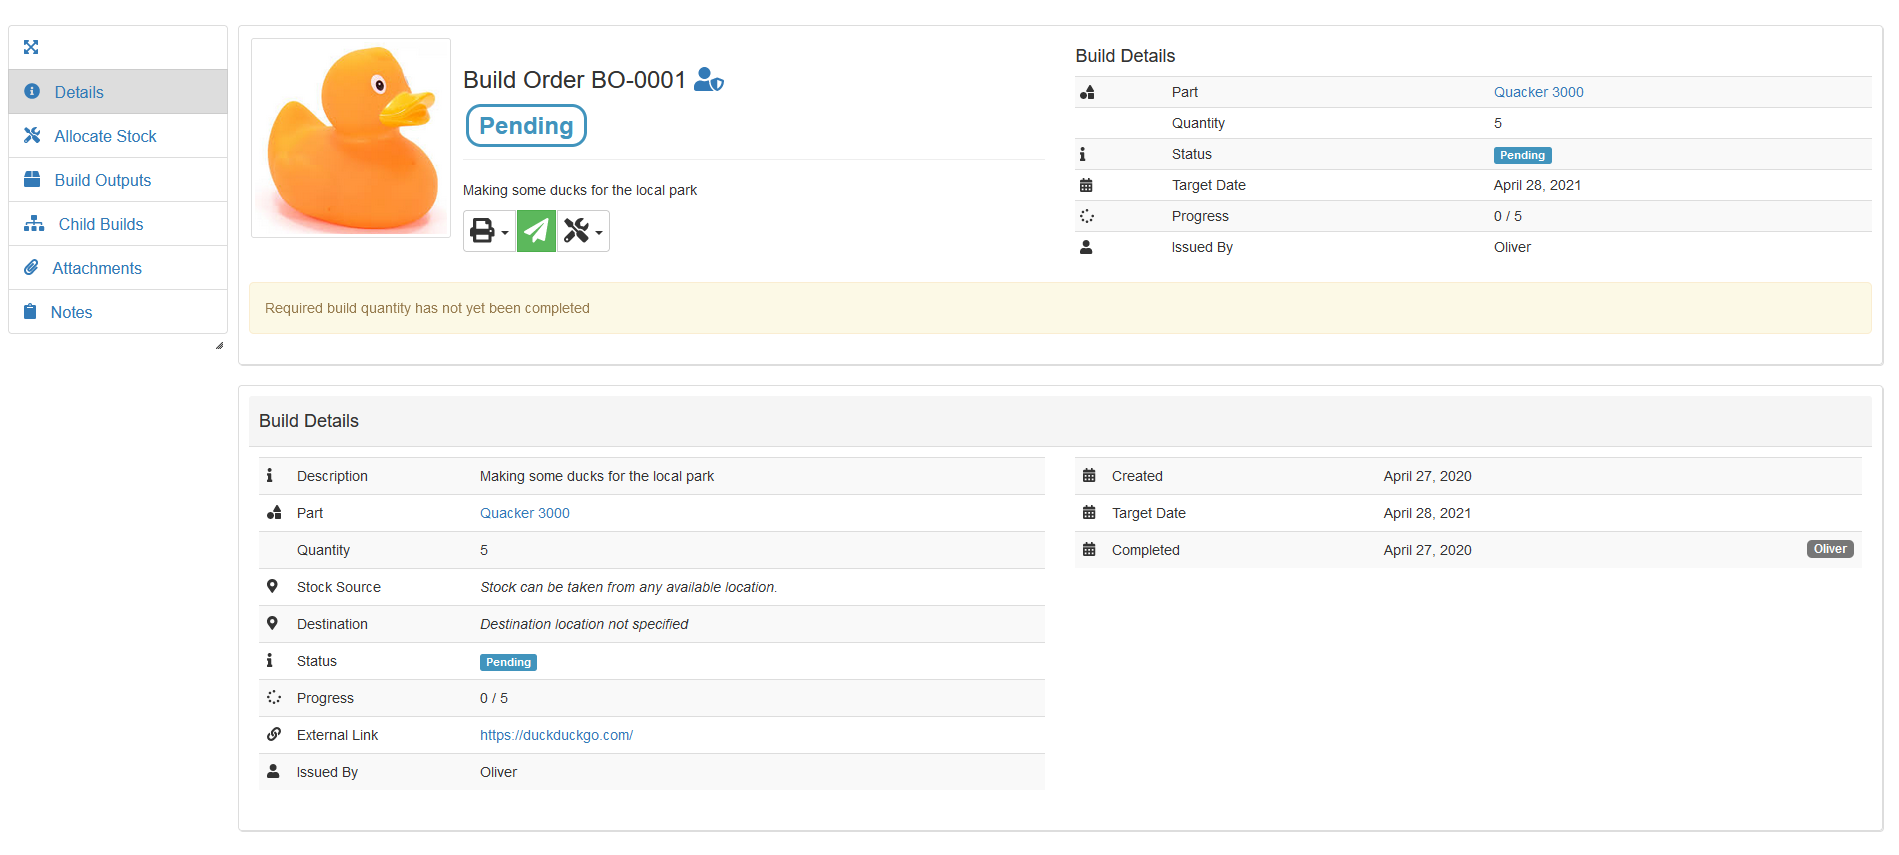 Details
Allocate Stock
Build Outputs
Child Builds
Attachments
Notes
Build Order BO-0001
Pending
Making some ducks for the local park
Build Details
Part Quacker 3000
Quantity 5
Status Pending
Target Date April 28, 2021
Progress 0 / 5
Issued By Oliver
Required build quantity has not yet been completed
Build Details
Description Making some ducks for the local park
Part Quacker 3000
Quantity 5
Stock Source Stock can be taken from any available location.
Destination Destination location not specified
Status Pending
Progress 0 / 5
External Link https://duckduckgo.com/
Issued By Oliver
Created April 27, 2020
Target Date April 28, 2021
Completed April 27, 2020 Oliver